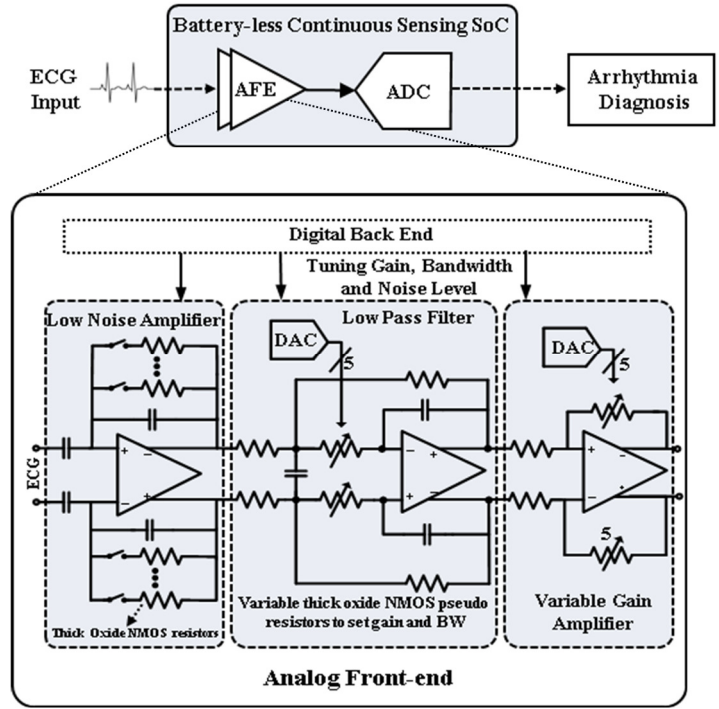 Battery-less Continuous Sensing SoC
ECG
Input
AFE
ADC
Arrhythmia
Diagnosis
Digital Back End
Tuning Gain, Bandwidth
and Noise Level
Low Noise Amplifier
Low Pass Filter
DAC
5
DAC
5
ECG
+
−
−
+
−
+
+
−
+
-
-
+
5
Thick Oxide NMOS resistors
Variable thick oxide NMOS pseudo
resistors to set gain and BW
Variable Gain
Amplifier
Analog Front-end